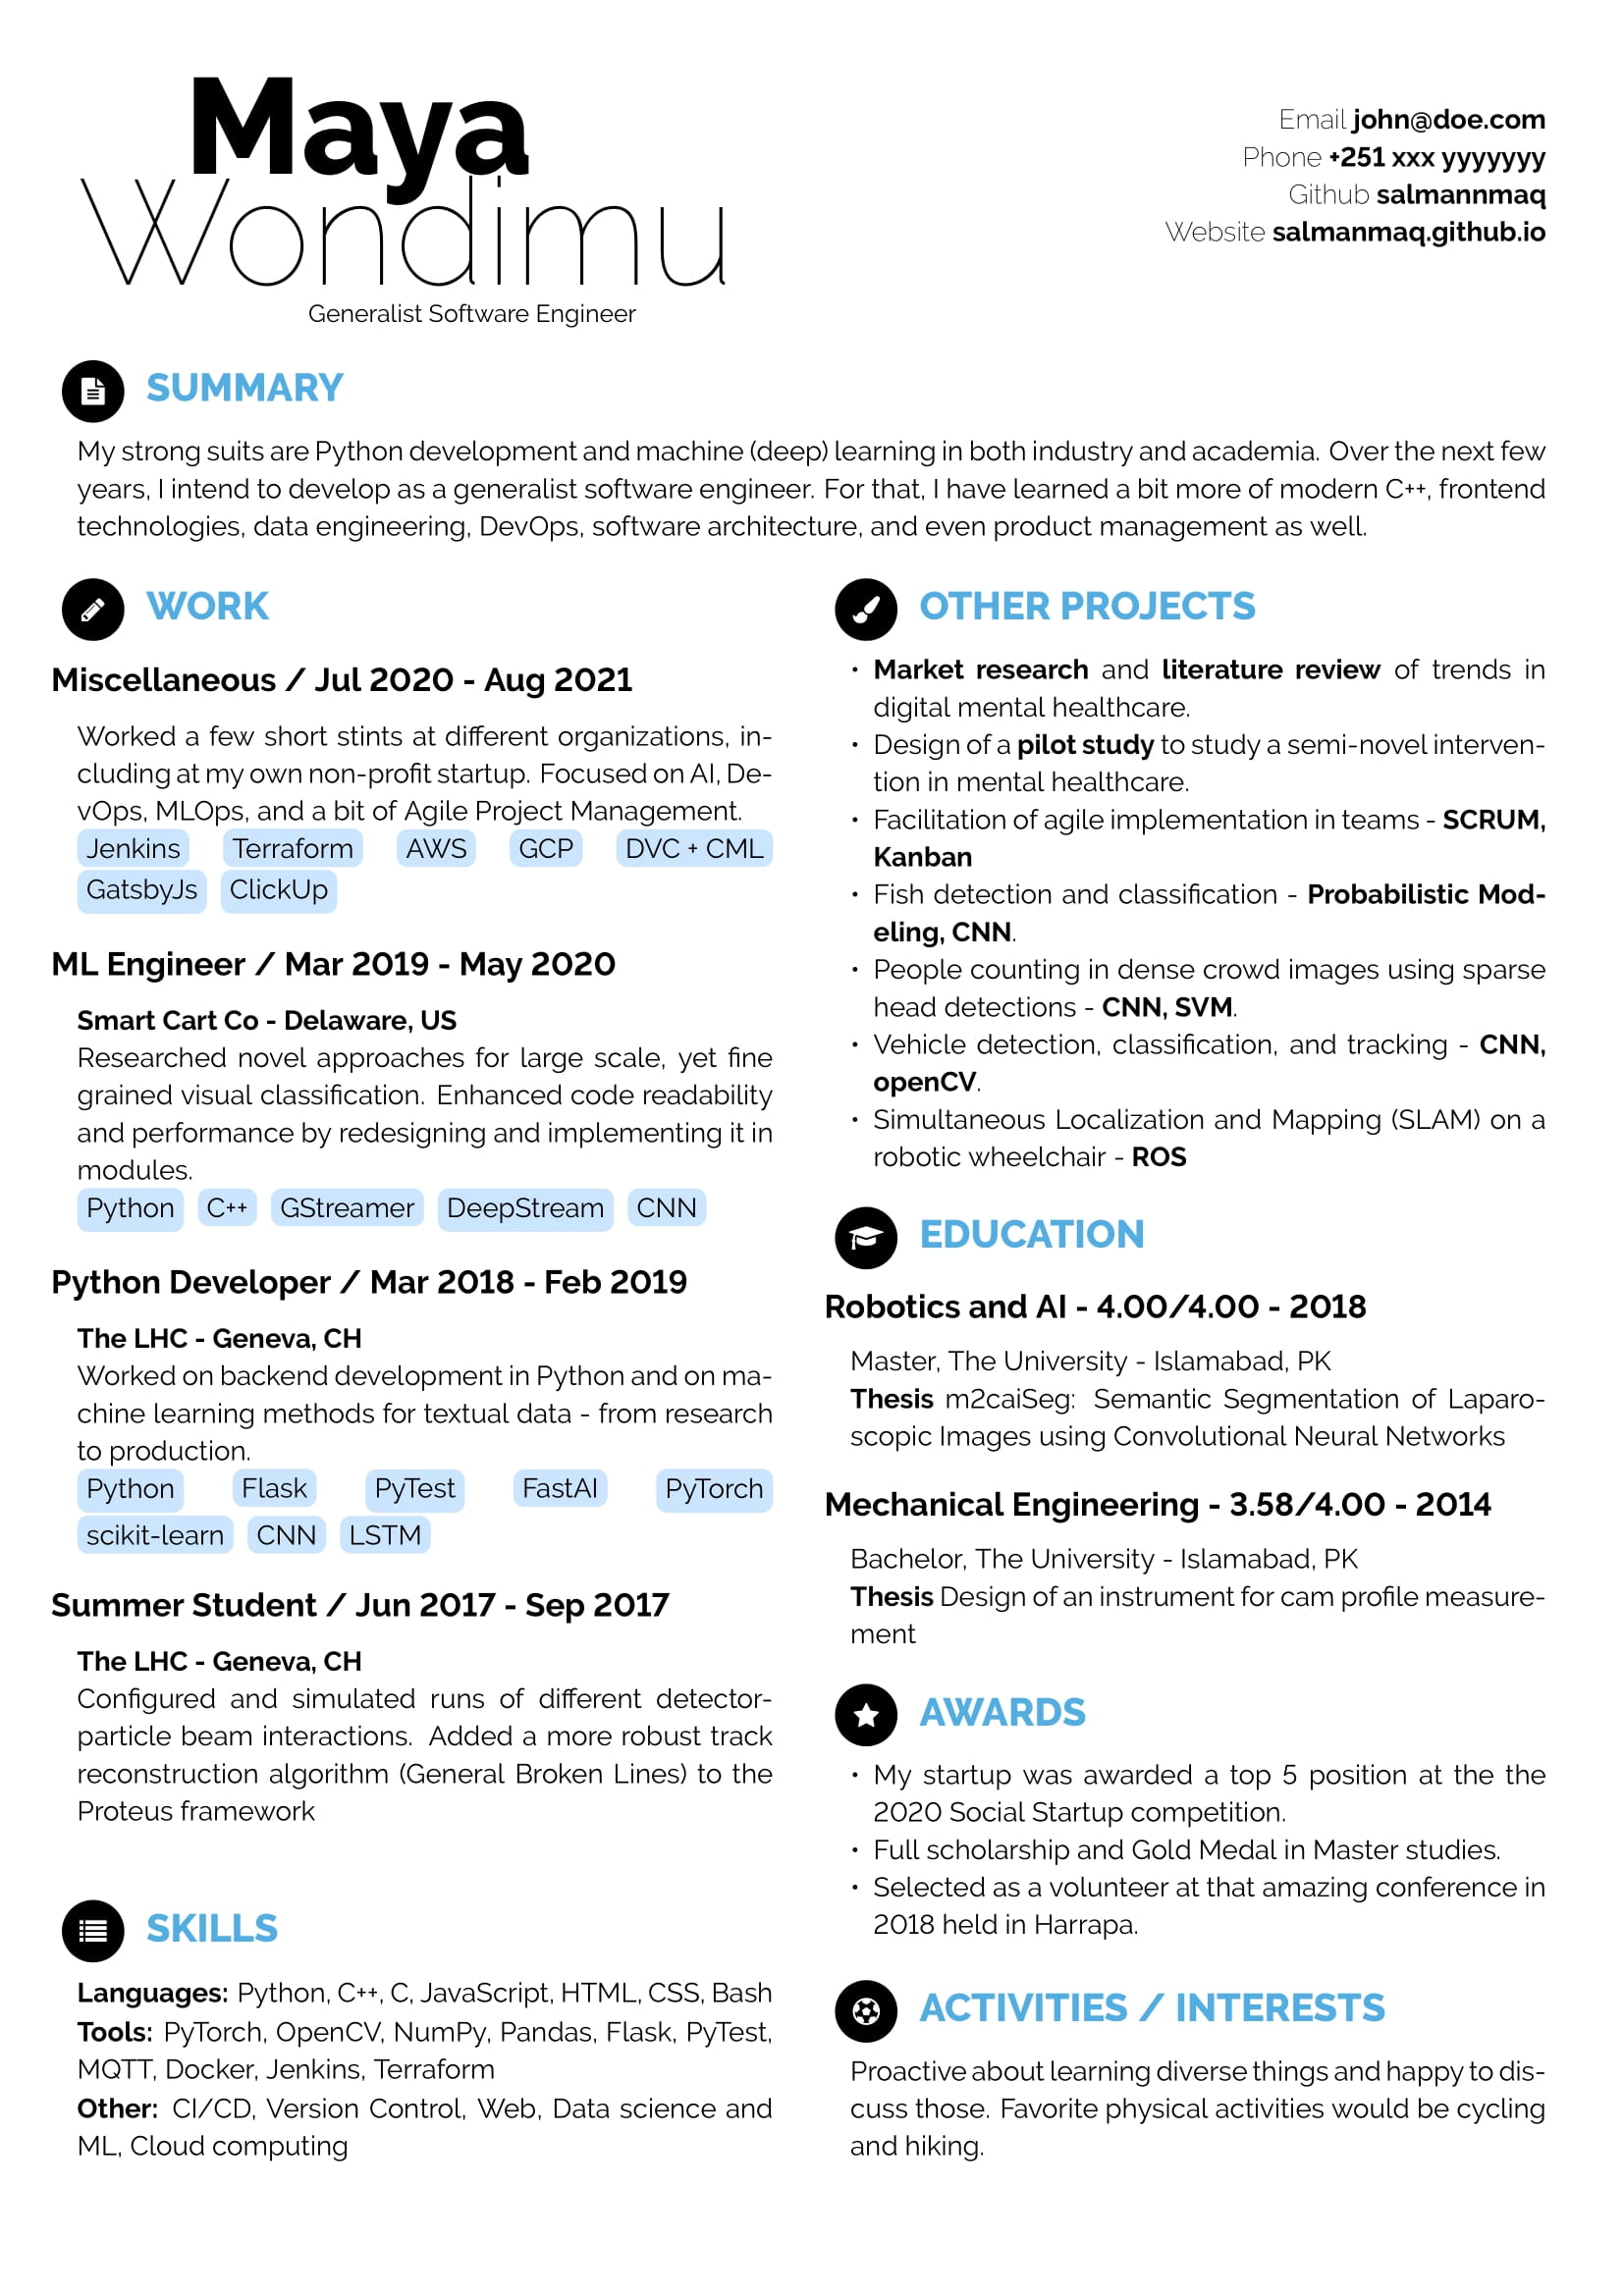 Maya
Wondimu
Generalist Software Engineer
Email john@doe.com
Phone +251 xxx yyyyyyy
Github salmannmaq
Website salmanmaq.github.io
SUMMARY
My strong suits are Python development and machine (deep) learning in both industry and academia. Over the next few
years, I intend to develop as a generalist software engineer. For that, I have learned a bit more of modern C++, frontend
technologies, data engineering, DevOps, software architecture, and even product management as well.
WORK
Miscellaneous / Jul 2020 - Aug 2021
Worked a few short stints at different organizations, in-
cluding at my own non-profit startup. Focused on AI, De-
vOps, MLOps, and a bit of Agile Project Management.
Jenkins Terraform AWS GCP DVC + CML
GatsbyJs ClickUp
ML Engineer / Mar 2019 - May 2020
Smart Cart Co - Delaware, US
Researched novel approaches for large scale, yet fine
grained visual classification. Enhanced code readability
and performance by redesigning and implementing it in
modules.
Python C++ GStreamer DeepStream CNN
Python Developer / Mar 2018 - Feb 2019
The LHC - Geneva, CH
Worked on backend development in Python and on ma-
chine learning methods for textual data - from research
to production.
Python Flask PyTest FastAI PyTorch
scikit-learn CNN LSTM
Summer Student / Jun 2017 - Sep 2017
The LHC - Geneva, CH
Configured and simulated runs of different detector-
particle beam interactions. Added a more robust track
reconstruction algorithm (General Broken Lines) to the
Proteus framework
SKILLS
Languages: Python, C++, C, JavaScript, HTML, CSS, Bash
Tools: PyTorch, OpenCV, NumPy, Pandas, Flask, PyTest,
MQTT, Docker, Jenkins, Terraform
Other: CI/CD, Version Control, Web, Data science and
ML, Cloud computing
OTHER PROJECTS
• Market research and literature review of trends in
digital mental healthcare.
• Design of a pilot study to study a semi-novel interven-
tion in mental healthcare.
• Facilitation of agile implementation in teams - SCRUM,
Kanban
• Fish detection and classification - Probabilistic Mod-
eling, CNN.
• People counting in dense crowd images using sparse
head detections - CNN, SVM.
• Vehicle detection, classification, and tracking - CNN,
openCV.
• Simultaneous Localization and Mapping (SLAM) on a
robotic wheelchair - ROS
EDUCATION
Robotics and AI - 4.00/4.00 - 2018
Master, The University - Islamabad, PK
Thesis m2caiSeg: Semantic Segmentation of Laparo-
scopic Images using Convolutional Neural Networks
Mechanical Engineering - 3.58/4.00 - 2014
Bachelor, The University - Islamabad, PK
Thesis Design of an instrument for cam profile measure-
ment
AWARDS
• My startup was awarded a top 5 position at the the
2020 Social Startup competition.
• Full scholarship and Gold Medal in Master studies.
• Selected as a volunteer at that amazing conference in
2018 held in Harrapa.
ACTIVITIES / INTERESTS
Proactive about learning diverse things and happy to dis-
cuss those. Favorite physical activities would be cycling
and hiking.